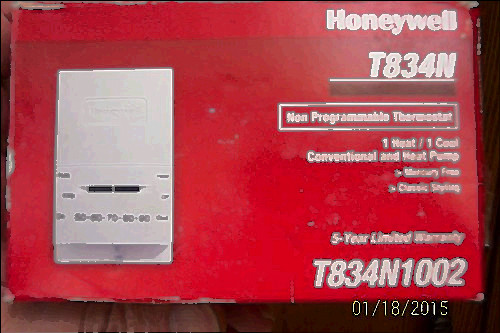 Honeywell
T834N
Non Programmable Thermostat
1 Heat / 1 Cool
Conventional and Heat Pump
> Mercury Free
> Classic Styling
5-Year Limited Warranty
T834N1002
01/18/2015